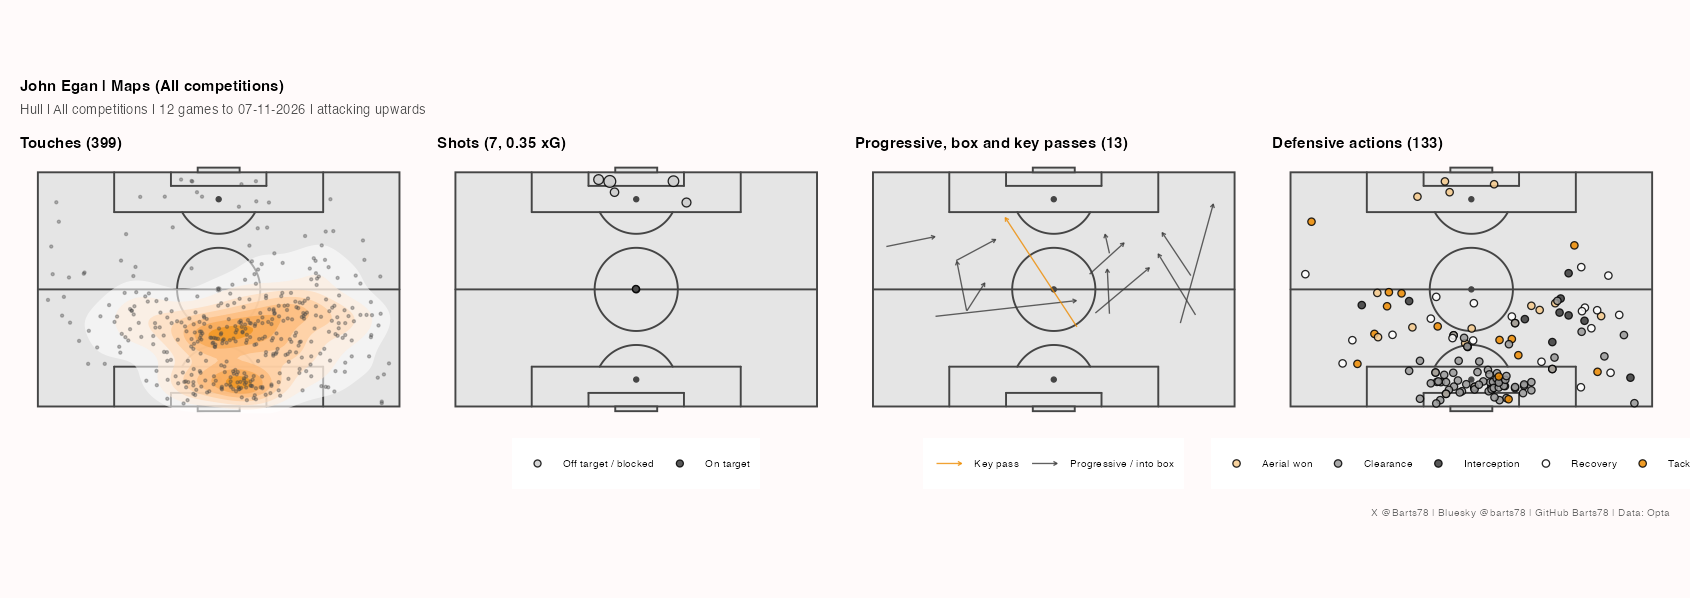 John Egan | Maps (All competitions)
Hull | All competitions | 12 games to 07-11-2026 | attacking upwards
Touches (399)
Shots (7, 0.35 xG)
Progressive, box and key passes (13)
Defensive actions (133)
Off target / blocked
On target
Key pass
Progressive / into box
Aerial won
Clearance
Interception
Recovery
Tack
X @Barts78 | Bluesky @barts78 | GitHub Barts78 | Data: Opta